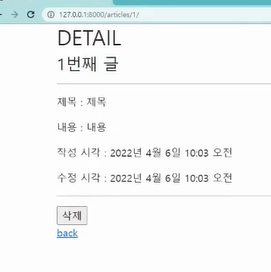 127.0.0.1:8000/articles/1/
DETAIL
1번째 글
제목 : 제목
내용 : 내용
작성 시각 : 2022년 4월 6일 10:03 오전
수정 시각 : 2022년 4월 6일 10:03 오전
삭제
back